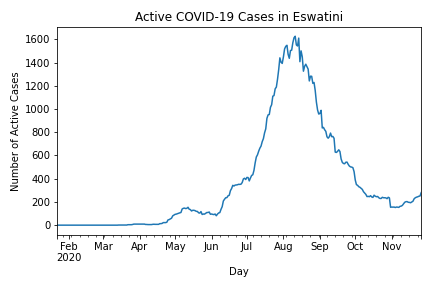 Active COVID-19 Cases in Eswatini
Number of Active Cases
1600
1400
1200
1000
800
600
400
200
0
Feb Mar Apr May Jun Jul Aug Sep Oct Nov
2020
Day